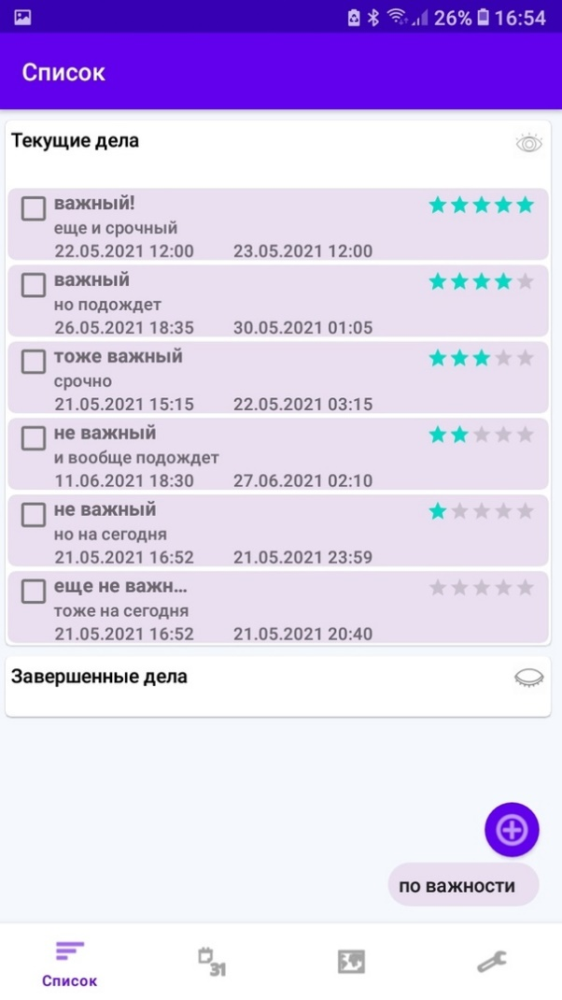 26% 16:54
Список
Текущие дела
важный!
еще и срочный
22.05.2021 12:00 23.05.2021 12:00
важный
но подождет
26.05.2021 18:35 30.05.2021 01:05
тоже важный
срочно
21.05.2021 15:15 22.05.2021 03:15
не важный
и вообще подождет
11.06.2021 18:30 27.06.2021 02:10
не важный
но на сегодня
21.05.2021 16:52 21.05.2021 23:59
еще не важн...
тоже на сегодня
21.05.2021 16:52 21.05.2021 20:40
Завершенные дела
по важности
31
Список